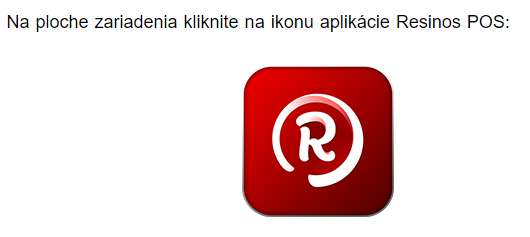 Na ploche zariadenia kliknite na ikonu aplikácie Resinos POS:
R